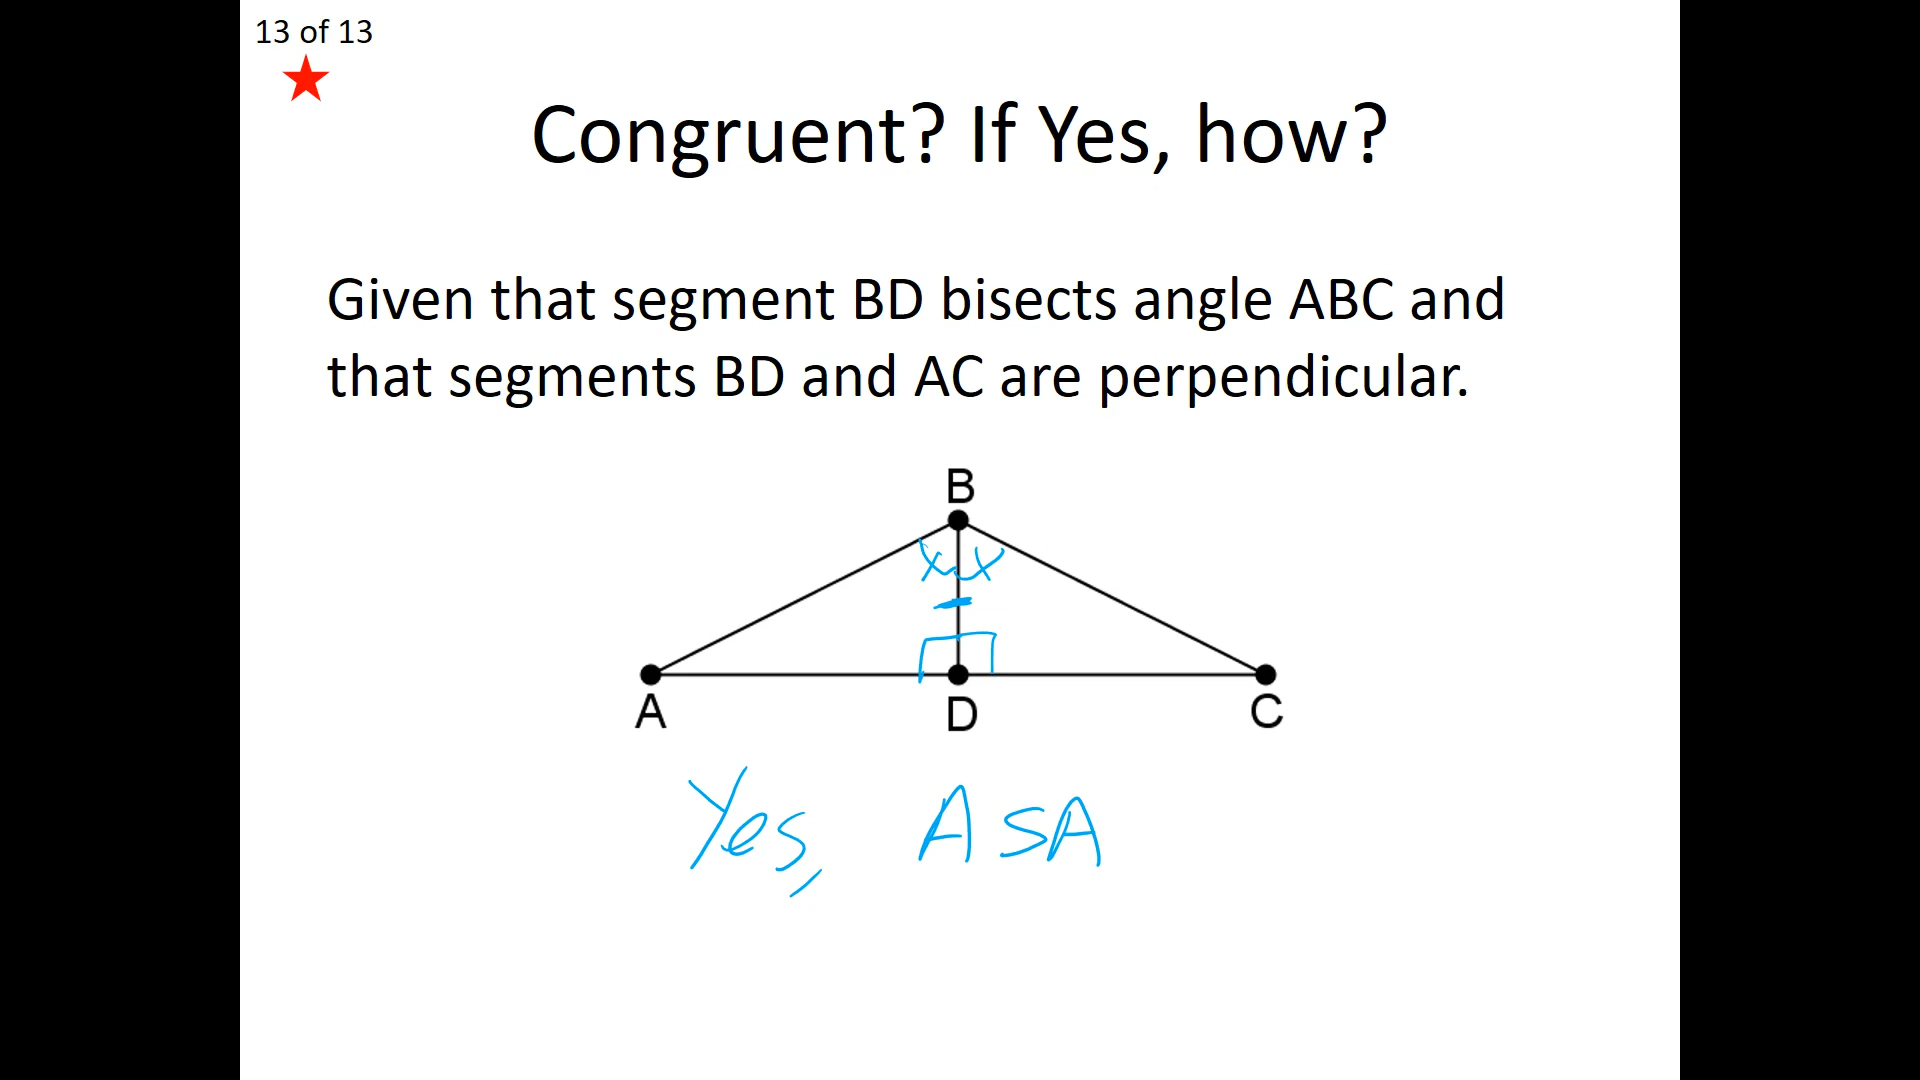 13 of 13
Congruent? If Yes, how?
Given that segment BD bisects angle ABC and
that segments BD and AC are perpendicular.
B
A D C
Yes, ASA